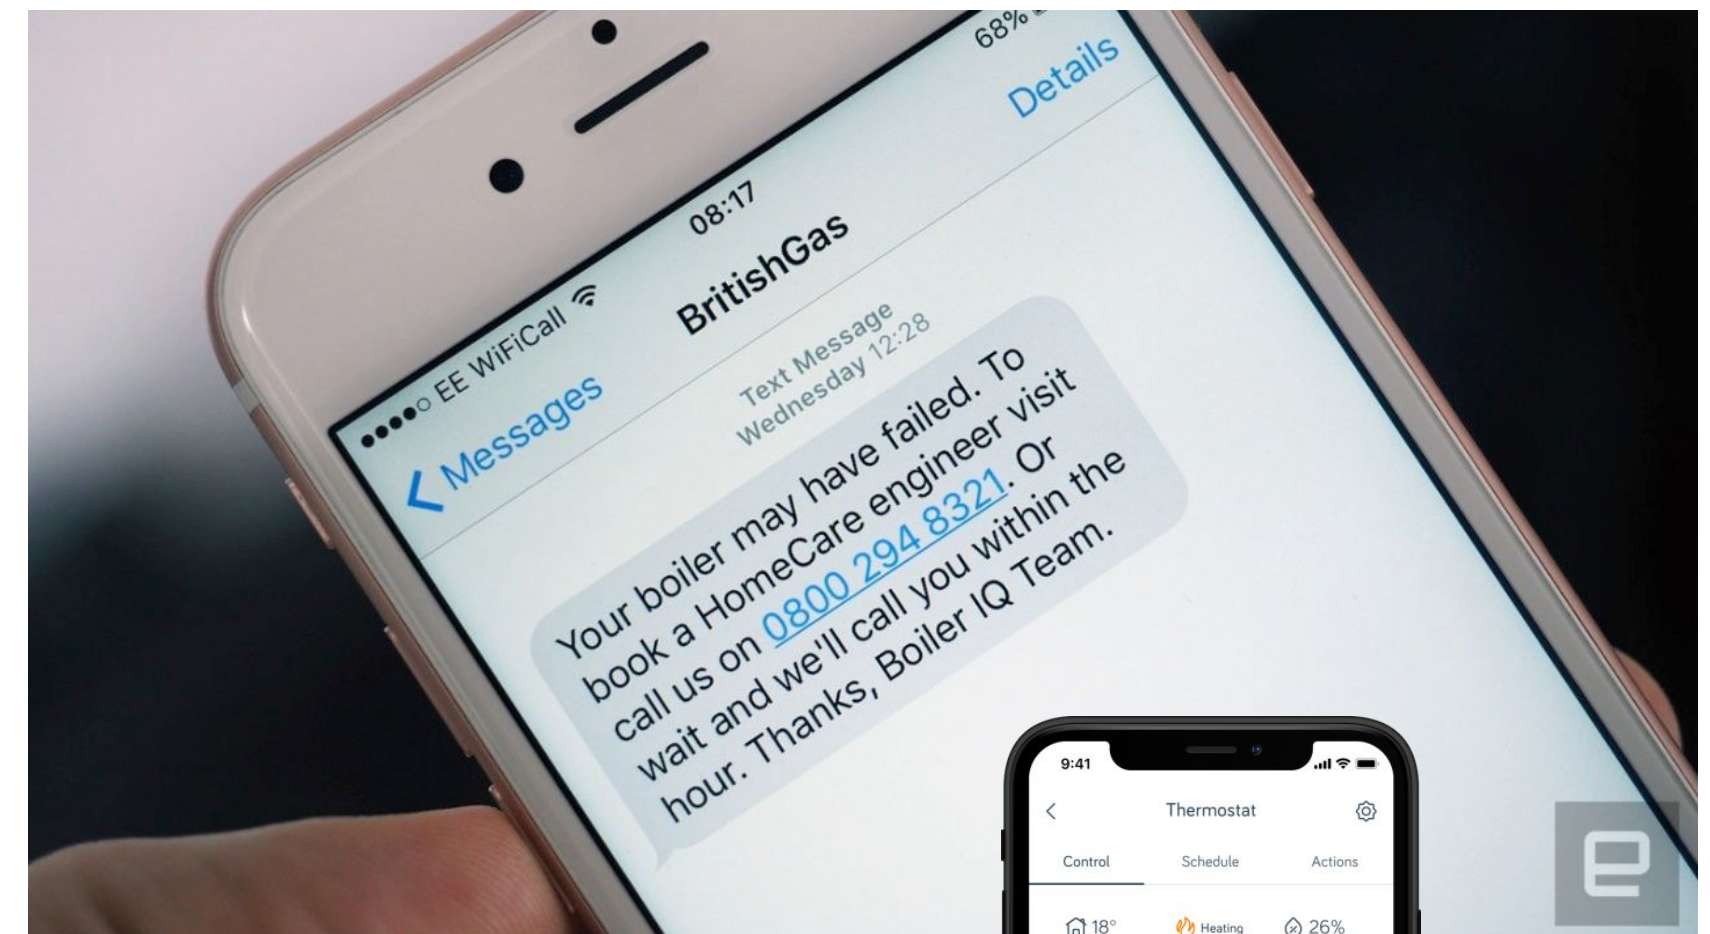 68%
Details
08:17
EE WiFiCall
BritishGas
Messages
Text Message
Wednesday 12:28
Your boiler may have failed. To
book a HomeCare engineer visit
call us on 0800 294 8321. Or
wait and we'll call you within the
hour. Thanks, Boiler IQ Team.
9:41
Thermostat
Control Schedule Actions
18° Heating 26%
e